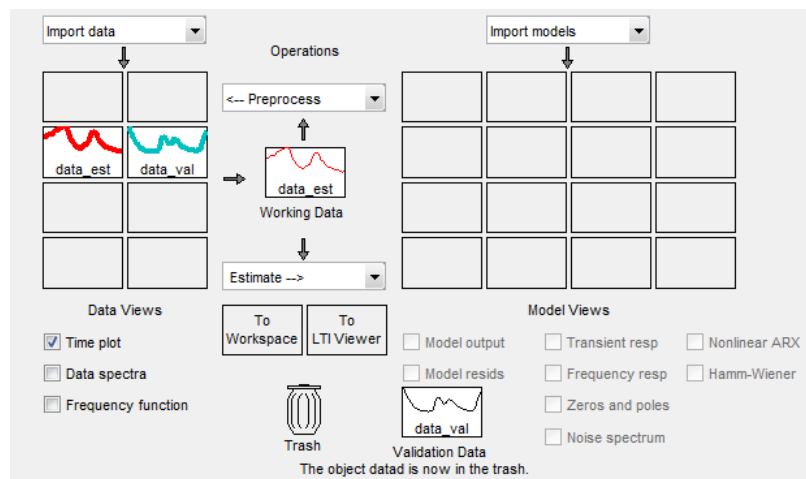 Import data
Import models
Operations
<-- Preprocess
data_est
data_val
data_est
Working Data
Estimate -->
Data Views
To Workspace
To LTI Viewer
Model Views
Time plot
Data spectra
Frequency function
Model output
Transient resp
Nonlinear ARX
Model resids
Frequency resp
Hamm-Wiener
Zeros and poles
Noise spectrum
data_val
Trash
Validation Data
The object datad is now in the trash.